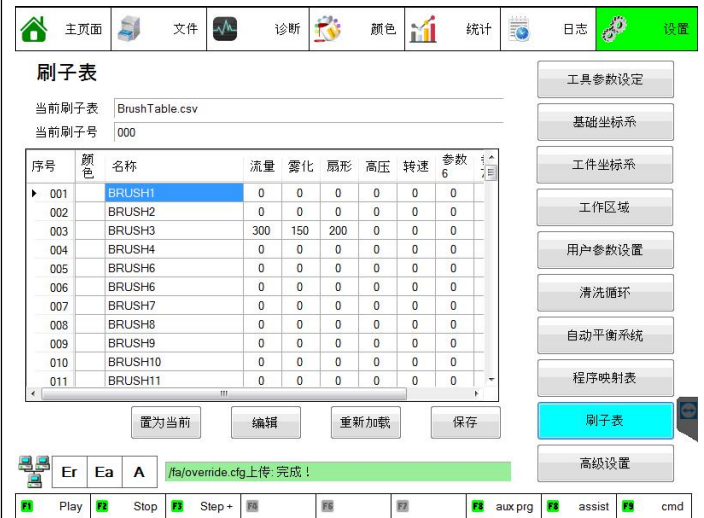 主页面 文件 诊断 颜色 统计 日志 设置
刷子表
当前刷子表 BrushTable.csv
当前刷子号 000
序号 颜色 名称 流量 雾化 扇形 高压 转速 参数6
001 BRUSH1 0 0 0 0 0 0
002 BRUSH2 0 0 0 0 0 0
003 BRUSH3 300 150 200 0 0 0
004 BRUSH4 0 0 0 0 0 0
005 BRUSH6 0 0 0 0 0 0
006 BRUSH6 0 0 0 0 0 0
007 BRUSH7 0 0 0 0 0 0
008 BRUSH8 0 0 0 0 0 0
009 BRUSH9 0 0 0 0 0 0
010 BRUSH10 0 0 0 0 0 0
011 BRUSH11 0 0 0 0 0 0
置为当前 编辑 重新加载 保存
工具参数设定
基础坐标系
工件坐标系
工作区域
用户参数设置
清洗循环
自动平衡系统
程序映射表
刷子表
高级设置
Er Ea A /fa/override.cfg上传: 完成！
F1 Play F2 Stop F3 Step + F4 F5 F7 F8 aux prg F8 assist F9 cmd